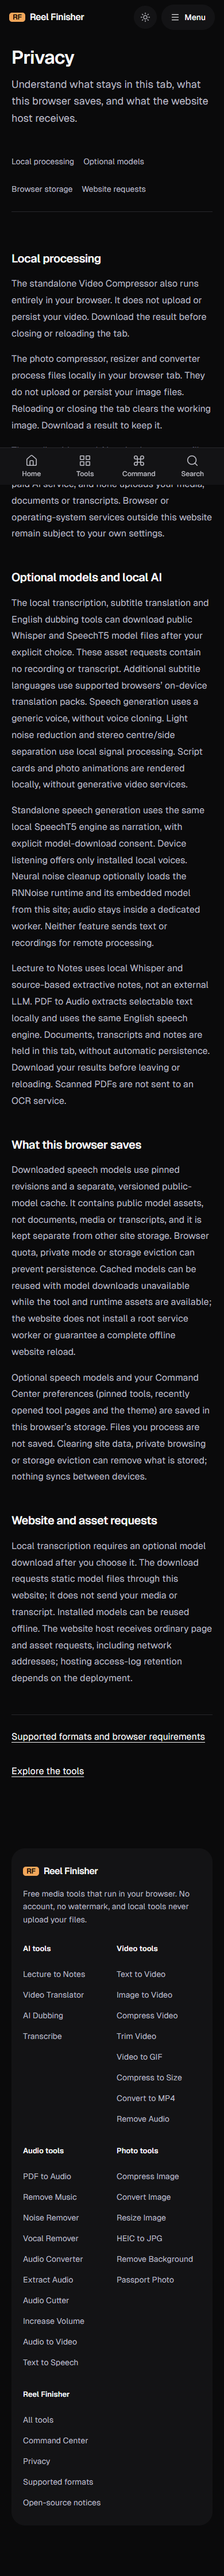 RF Reel Finisher
Menu
Privacy
Understand what stays in this tab, what
this browser saves, and what the website
host receives.
Local processing Optional models
Browser storage Website requests
Local processing
The standalone Video Compressor also runs
entirely in your browser. It does not upload or
persist your video. Download the result before
closing or reloading the tab.
The photo compressor, resizer and converter
process files locally in your browser tab. They
do not upload or persist your image files.
Reloading or closing the tab clears the working
image. Download a result to keep it.
Home Tools Command Search
paid AI service, and none uploads your media,
documents or transcripts. Browser or
operating-system services outside this website
remain subject to your own settings.
Optional models and local AI
The local transcription, subtitle translation and
English dubbing tools can download public
Whisper and SpeechT5 model files after your
explicit choice. These asset requests contain
no recording or transcript. Additional subtitle
languages use supported browsers' on-device
translation packs. Speech generation uses a
generic voice, without voice cloning. Light
noise reduction and stereo centre/side
separation use local signal processing. Script
cards and photo animations are rendered
locally, without generative video services.
Standalone speech generation uses the same
local SpeechT5 engine as narration, with
explicit model-download consent. Device
listening offers only installed local voices.
Neural noise cleanup optionally loads the
RNNoise runtime and its embedded model
from this site; audio stays inside a dedicated
worker. Neither feature sends text or
recordings for remote processing.
Lecture to Notes uses local Whisper and
source-based extractive notes, not an external
LLM. PDF to Audio extracts selectable text
locally and uses the same English speech
engine. Documents, transcripts and notes are
held in this tab, without automatic persistence.
Download your results before leaving or
reloading. Scanned PDFs are not sent to an
OCR service.
What this browser saves
Downloaded speech models use pinned
revisions and a separate, versioned public-
model cache. It contains public model assets,
not documents, media or transcripts, and it is
kept separate from other site storage. Browser
quota, private mode or storage eviction can
prevent persistence. Cached models can be
reused with model downloads unavailable
while the tool and runtime assets are available;
the website does not install a root service
worker or guarantee a complete offline
website reload.
Optional speech models and your Command
Center preferences (pinned tools, recently
opened tool pages and the theme) are saved in
this browser's storage. Files you process are
not saved. Clearing site data, private browsing
or storage eviction can remove what is stored;
nothing syncs between devices.
Website and asset requests
Local transcription requires an optional model
download after you choose it. The download
requests static model files through this
website; it does not send your media or
transcript. Installed models can be reused
offline. The website host receives ordinary page
and asset requests, including network
addresses; hosting access-log retention
depends on the deployment.
Supported formats and browser requirements
Explore the tools
RF Reel Finisher
Free media tools that run in your browser. No
account, no watermark, and local tools never
upload your files.
AI tools
Lecture to Notes
Video Translator
AI Dubbing
Transcribe
Video tools
Text to Video
Image to Video
Compress Video
Trim Video
Video to GIF
Compress to Size
Convert to MP4
Remove Audio
Audio tools
PDF to Audio
Remove Music
Noise Remover
Vocal Remover
Audio Converter
Extract Audio
Audio Cutter
Increase Volume
Audio to Video
Text to Speech
Photo tools
Compress Image
Convert Image
Resize Image
HEIC to JPG
Remove Background
Passport Photo
Reel Finisher
All tools
Command Center
Privacy
Supported formats
Open-source notices